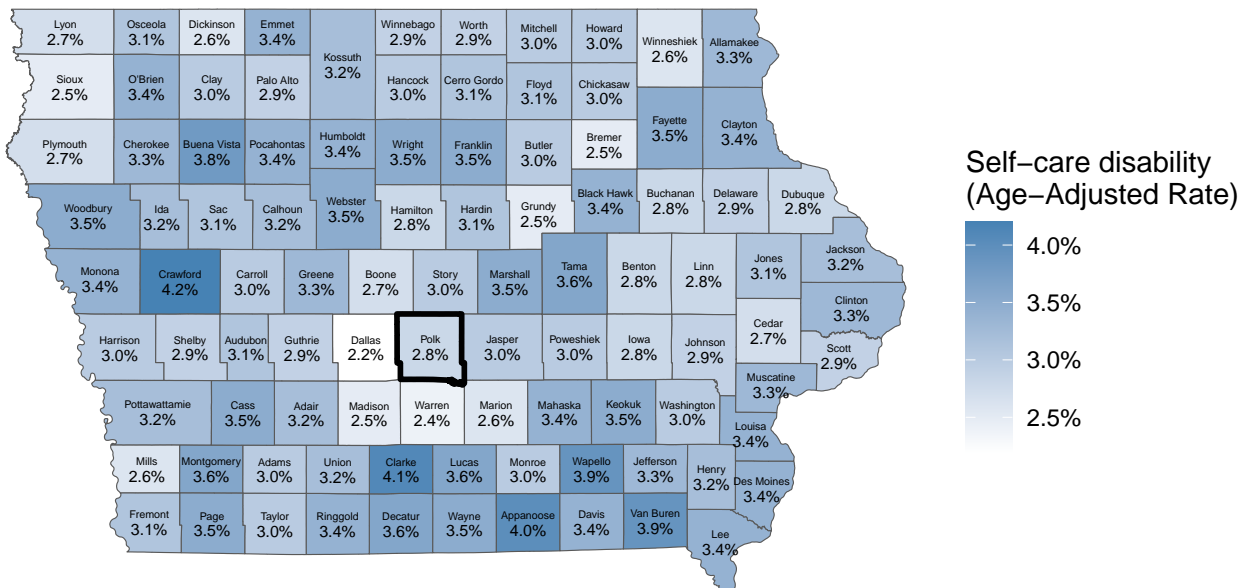 Lyon
2.7%
Osceola
3.1%
Dickinson
2.6%
Emmet
3.4%
Kossuth
3.2%
Winnebago
2.9%
Worth
2.9%
Mitchell
3.0%
Howard
3.0%
Winneshiek
2.6%
Allamakee
3.3%
Sioux
2.5%
O'Brien
3.4%
Clay
3.0%
Palo Alto
2.9%
Hancock
3.0%
Cerro Gordo
3.1%
Floyd
3.1%
Chickasaw
3.0%
Fayette
3.5%
Clayton
3.4%
Plymouth
2.7%
Cherokee
3.3%
Buena Vista
3.8%
Pocahontas
3.4%
Humboldt
3.4%
Wright
3.5%
Franklin
3.5%
Butler
3.0%
Bremer
2.5%
Woodbury
3.5%
Ida
3.2%
Sac
3.1%
Calhoun
3.2%
Webster
3.5%
Hamilton
2.8%
Hardin
3.1%
Grundy
2.5%
Black Hawk
3.4%
Buchanan
2.8%
Delaware
2.9%
Dubuque
2.8%
Monona
3.4%
Crawford
4.2%
Carroll
3.0%
Greene
3.3%
Boone
2.7%
Story
3.0%
Marshall
3.5%
Tama
3.6%
Benton
2.8%
Linn
2.8%
Jones
3.1%
Jackson
3.2%
Clinton
3.3%
Harrison
3.0%
Shelby
2.9%
Audubon
3.1%
Guthrie
2.9%
Dallas
2.2%
Polk
2.8%
Jasper
3.0%
Poweshiek
3.0%
Iowa
2.8%
Johnson
2.9%
Cedar
2.7%
Scott
2.9%
Muscatine
3.3%
Pottawattamie
3.2%
Cass
3.5%
Adair
3.2%
Madison
2.5%
Warren
2.4%
Marion
2.6%
Mahaska
3.4%
Keokuk
3.5%
Washington
3.0%
Louisa
3.4%
Mills
2.6%
Montgomery
3.6%
Adams
3.0%
Union
3.2%
Clarke
4.1%
Lucas
3.6%
Monroe
3.0%
Wapello
3.9%
Jefferson
3.3%
Henry
3.2%
Des Moines
3.4%
Fremont
3.1%
Page
3.5%
Taylor
3.0%
Ringgold
3.4%
Decatur
3.6%
Wayne
3.5%
Appanoose
4.0%
Davis
3.4%
Van Buren
3.9%
Lee
3.4%
Self−care disability
(Age−Adjusted Rate)
4.0%
3.5%
3.0%
2.5%